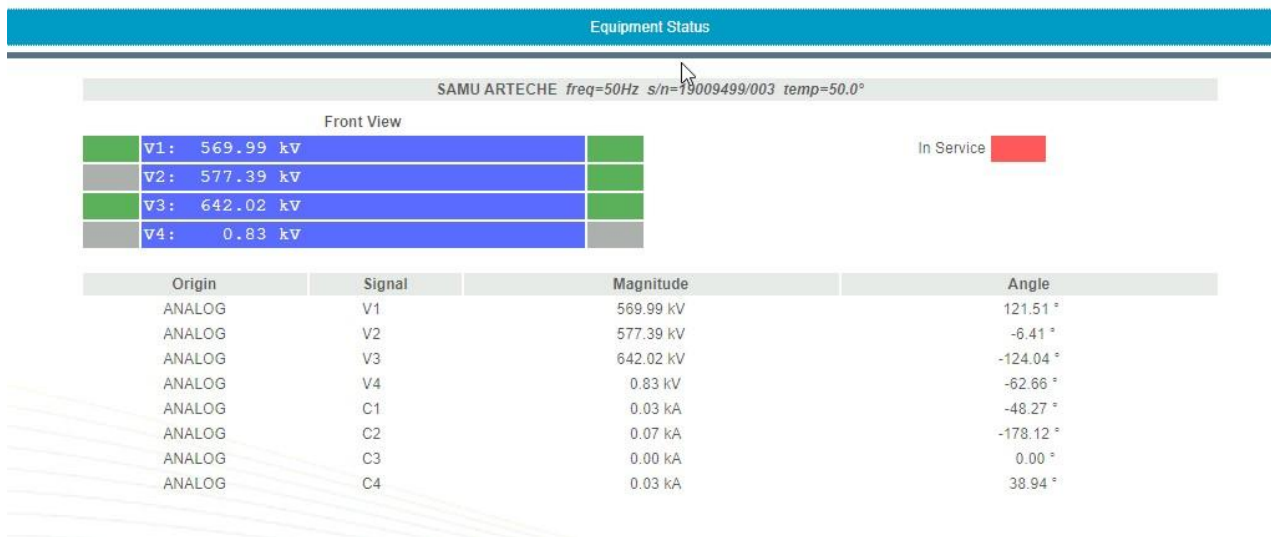 Equipment Status
SAMU ARTECHE freq=50Hz s/n=19009499/003 temp=50.0°
Front View
V1: 569.99 kV
In Service
V2: 577.39 kV
V3: 642.02 kV
V4: 0.83 kV
Origin Signal Magnitude Angle
ANALOG V1 569.99 kV 121.51 °
ANALOG V2 577.39 kV -6.41 °
ANALOG V3 642.02 kV -124.04 °
ANALOG V4 0.83 kV -62.66 °
ANALOG C1 0.03 kA -48.27 °
ANALOG C2 0.07 kA -178.12 °
ANALOG C3 0.00 kA 0.00 °
ANALOG C4 0.03 kA 38.94 °